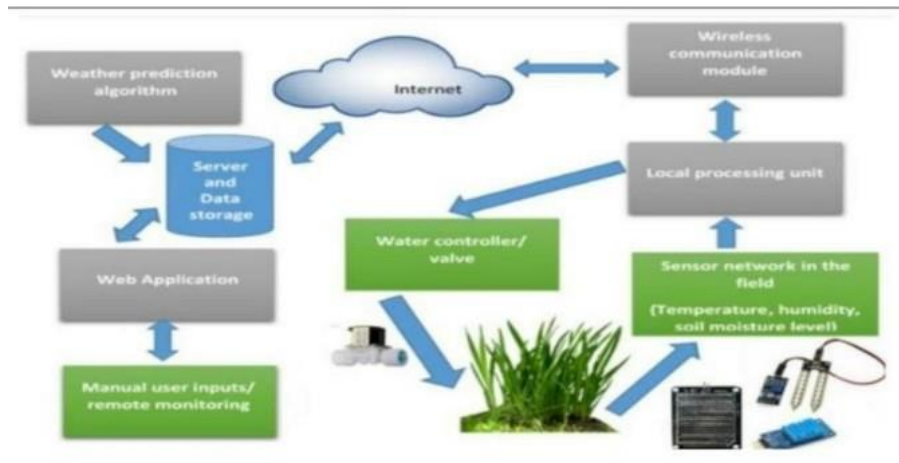 Weather prediction
algorithm
Internet
Wireless
communication
module
Server
and
Data
storage
Local processing unit
Water controller/
valve
Web Application
Sensor network in the
field
(Temperature, humidity,
soil moisture level)
Manual user inputs/
remote monitoring